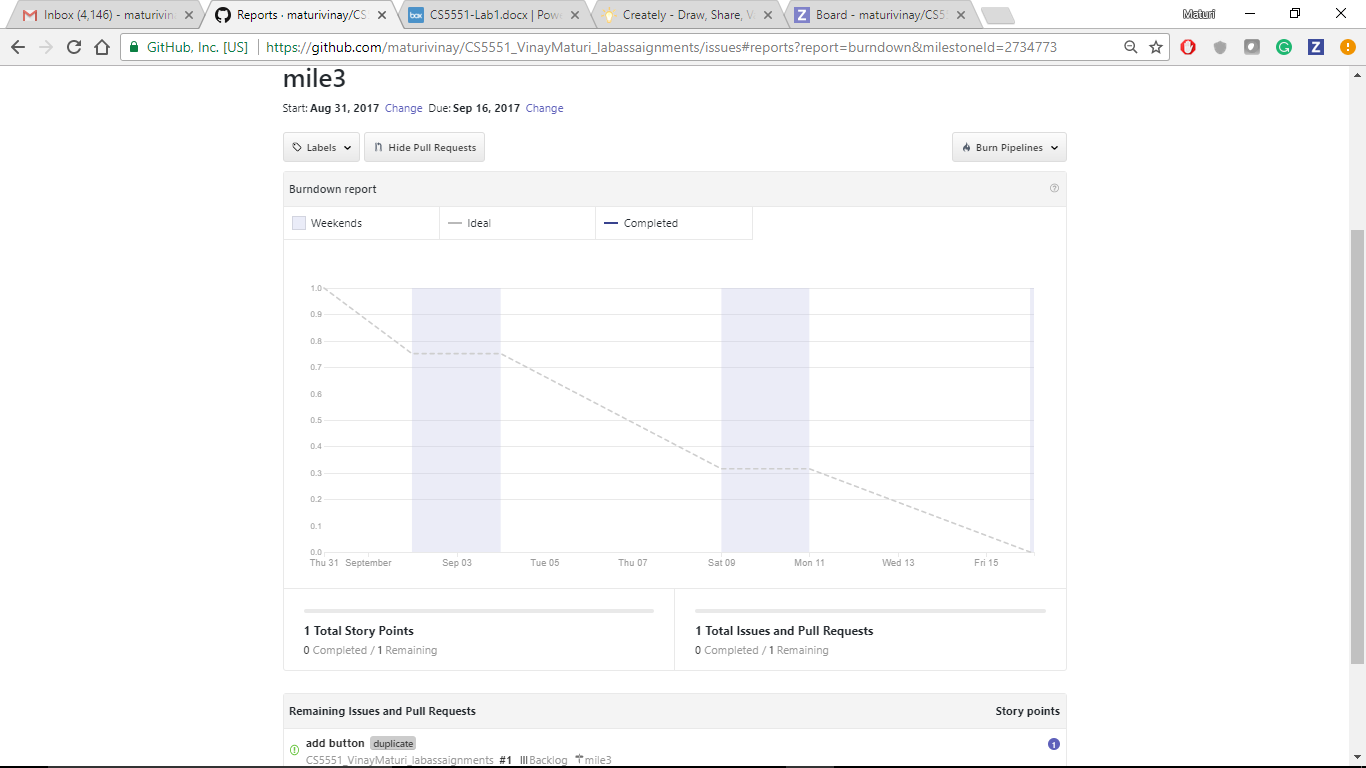 Inbox (4,146) - maturivin
Reports · maturivinay/CS
box CS5551-Lab1.docx | Pow
Creately - Draw, Share, V
Z Board - maturivinay/CS5
Maturi
GitHub, Inc. [US] https://github.com/maturivinay/CS5551_VinayMaturi_labassaignments/issues#reports?report=burndown&milestoneId=2734773
mile3
Start: Aug 31, 2017 Change Due: Sep 16, 2017 Change
Labels Hide Pull Requests Burn Pipelines
Burndown report
Weekends Ideal Completed
1.0
0.9
0.8
0.7
0.6
0.5
0.4
0.3
0.2
0.1
0.0
Thu 31 September Sep 03 Tue 05 Thu 07 Sat 09 Mon 11 Wed 13 Fri 15
1 Total Story Points 1 Total Issues and Pull Requests
0 Completed / 1 Remaining 0 Completed / 1 Remaining
Remaining Issues and Pull Requests Story points
add button duplicate 1
CS5551_VinayMaturi_labassaignments #1 Backlog mile3